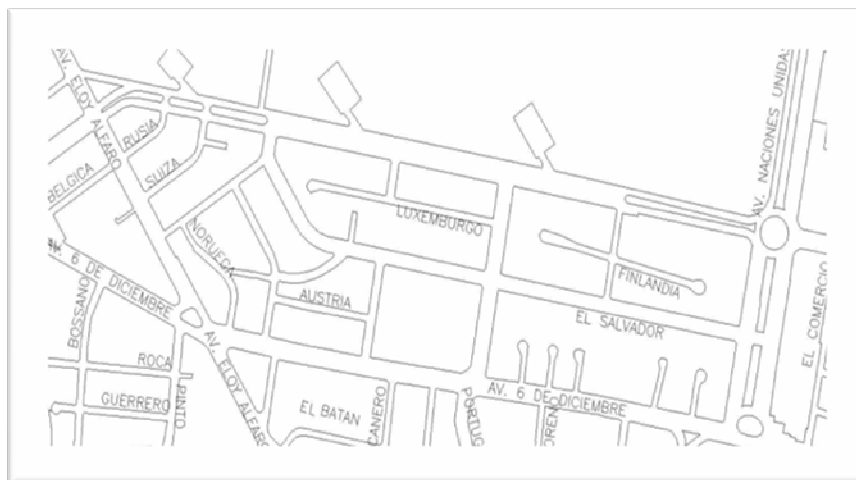 AV. ELOY ALFARO
AV. NACIONES UNIDAS
RUSIA
BELGICA
SUIZA
NORUEGA
LUXEMBURGO
AV. 6 DE DICIEMBRE
FINLANDIA
AUSTRIA
EL SALVADOR
EL COMERCIO
BOSSANO
ROCA
AV. ELOY ALFARO
GUERRERO
PINTO
EL BATAN
CANERO
AV. 6 DE DICIEMBRE